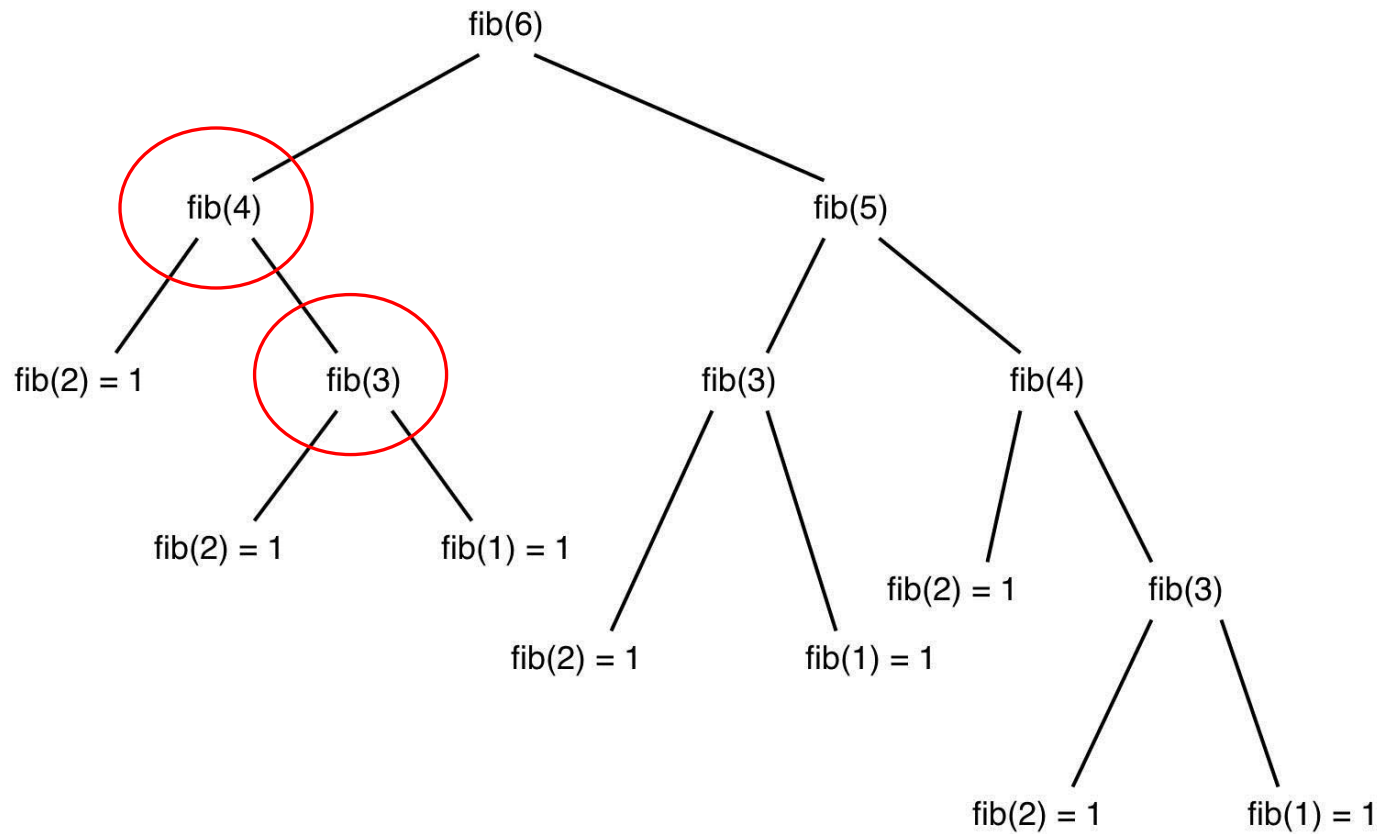 fib(6)
fib(4)
fib(5)
fib(2) = 1
fib(3)
fib(3)
fib(4)
fib(2) = 1
fib(1) = 1
fib(2) = 1
fib(3)
fib(2) = 1
fib(1) = 1
fib(2) = 1
fib(1) = 1